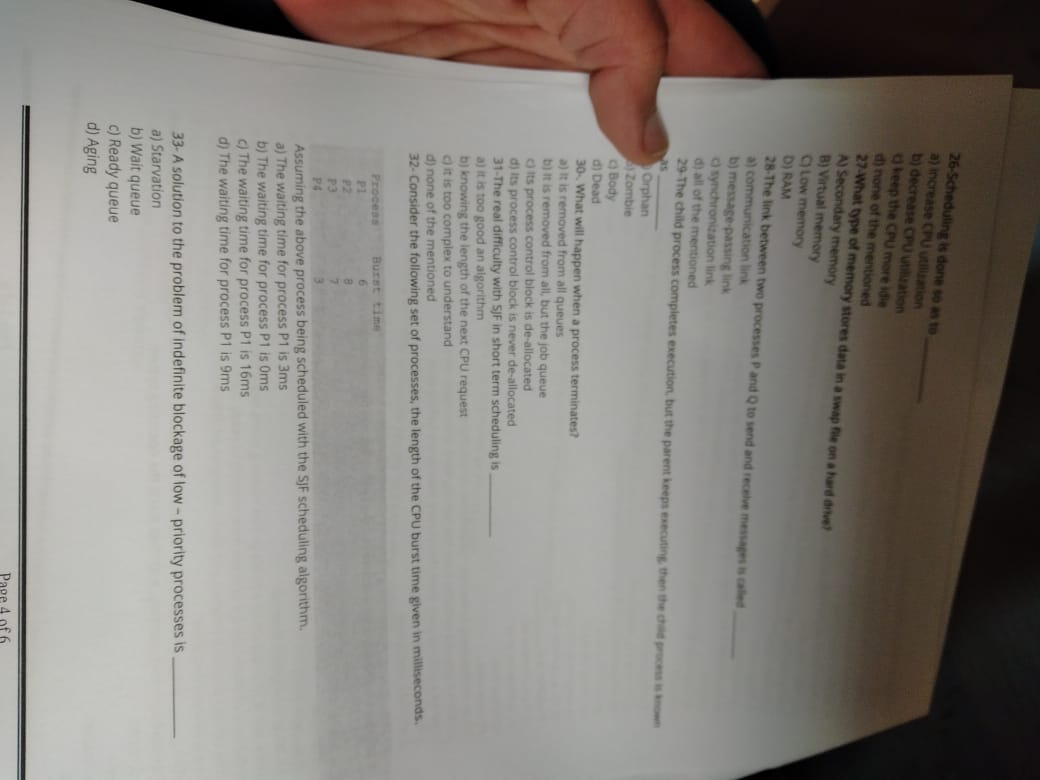 26-Scheduling is done so as to __________
a) increase CPU utilization
b) decrease CPU utilization
c) keep the CPU more idle
d) none of the mentioned
27-What type of memory stores data in a swap file on a hard drive?
A) Secondary memory
B) Virtual memory
C) Low memory
D) RAM
28-The link between two processes P and Q to send and receive messages is called __________
a) communication link
b) message-passing link
c) synchronization link
d) all of the mentioned
29-The child process completes execution, but the parent keeps executing, then the child process is known
as __________
) Orphan
) Zombie
c) Body
d) Dead
30-. What will happen when a process terminates?
a) It is removed from all queues
b) It is removed from all, but the job queue
c) Its process control block is de-allocated
d) Its process control block is never de-allocated
31-The real difficulty with SJF in short term scheduling is __________
a) it is too good an algorithm
b) knowing the length of the next CPU request
c) it is too complex to understand
d) none of the mentioned
32- Consider the following set of processes, the length of the CPU burst time given in milliseconds.
Process Burst time
P1 6
P2 8
P3 7
P4 3
Assuming the above process being scheduled with the SJF scheduling algorithm.
a) The waiting time for process P1 is 3ms
b) The waiting time for process P1 is 0ms
c) The waiting time for process P1 is 16ms
d) The waiting time for process P1 is 9ms
33- A solution to the problem of indefinite blockage of low – priority processes is __________
a) Starvation
b) Wait queue
c) Ready queue
d) Aging
Page 4 of 6